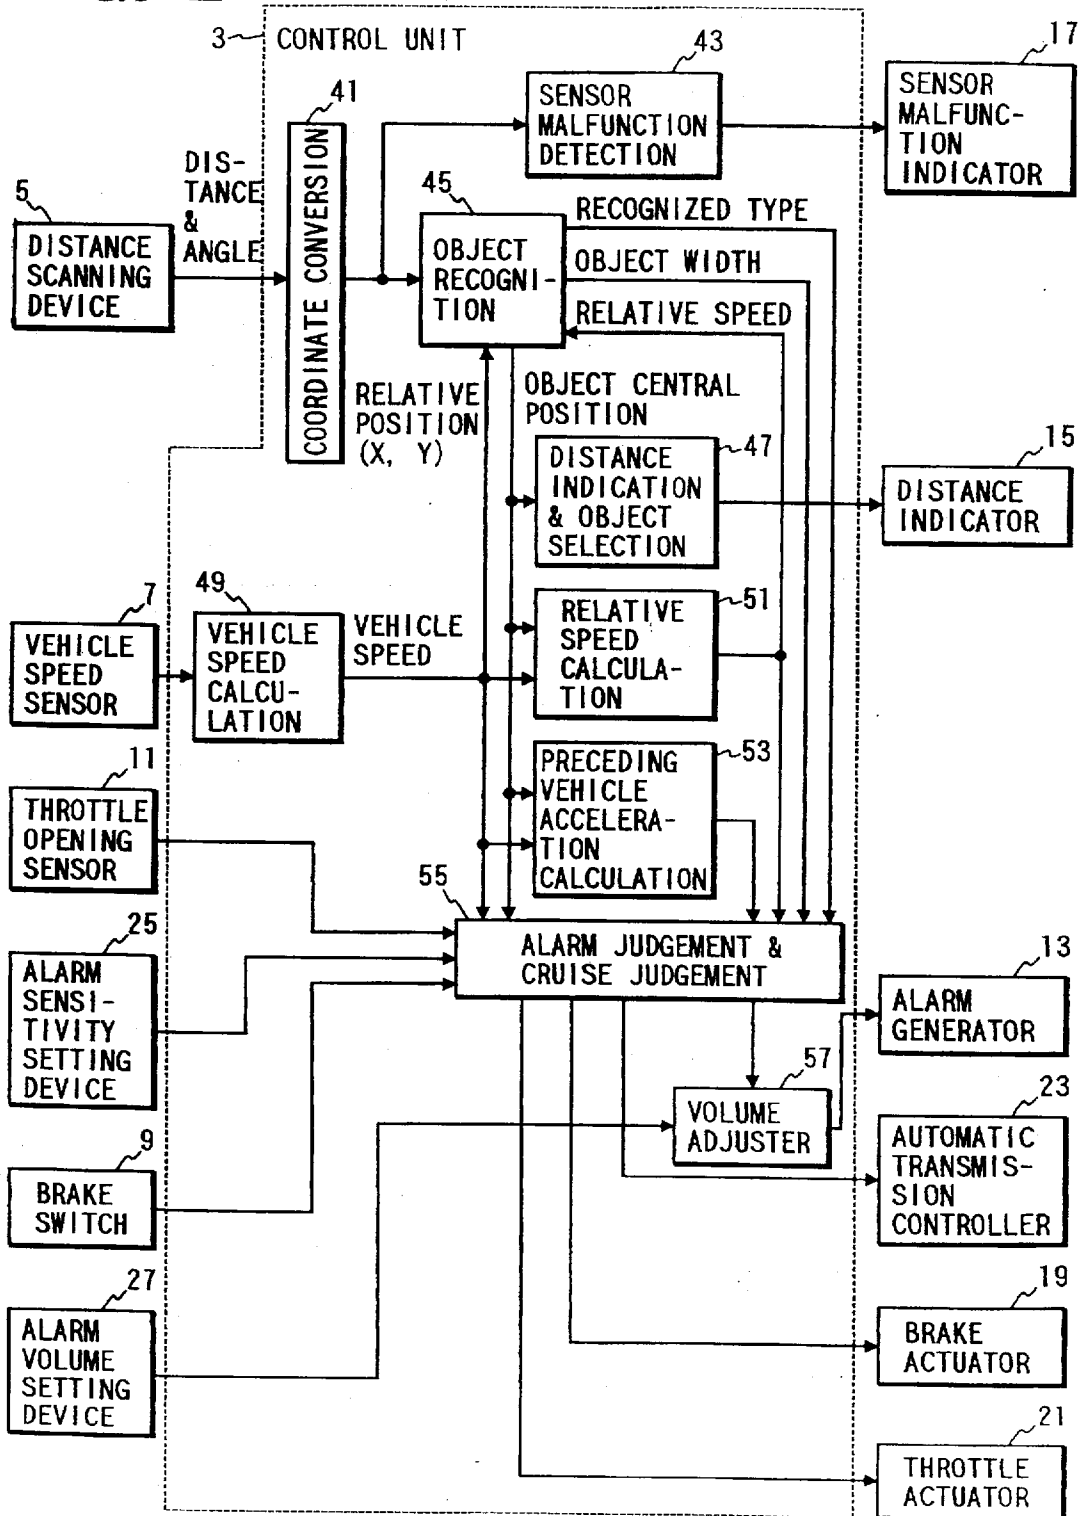 3
CONTROL UNIT
43
17
SENSOR
MALFUNCTION
DETECTION
SENSOR
MALFUNC-
TION
INDICATOR
41
COORDINATE CONVERSION
DIS-
TANCE
&
ANGLE
5
DISTANCE
SCANNING
DEVICE
45
OBJECT
RECOGNI-
TION
RECOGNIZED TYPE
OBJECT WIDTH
RELATIVE SPEED
RELATIVE
POSITION
(X, Y)
OBJECT CENTRAL
POSITION
47
DISTANCE
INDICATION
& OBJECT
SELECTION
15
DISTANCE
INDICATOR
7
VEHICLE
SPEED
SENSOR
49
VEHICLE
SPEED
CALCU-
LATION
VEHICLE
SPEED
51
RELATIVE
SPEED
CALCULA-
TION
11
THROTTLE
OPENING
SENSOR
53
PRECEDING
VEHICLE
ACCELERA-
TION
CALCULATION
55
ALARM JUDGEMENT &
CRUISE JUDGEMENT
25
ALARM
SENSI-
TIVITY
SETTING
DEVICE
13
ALARM
GENERATOR
57
VOLUME
ADJUSTER
23
AUTOMATIC
TRANSMIS-
SION
CONTROLLER
9
BRAKE
SWITCH
27
ALARM
VOLUME
SETTING
DEVICE
19
BRAKE
ACTUATOR
21
THROTTLE
ACTUATOR